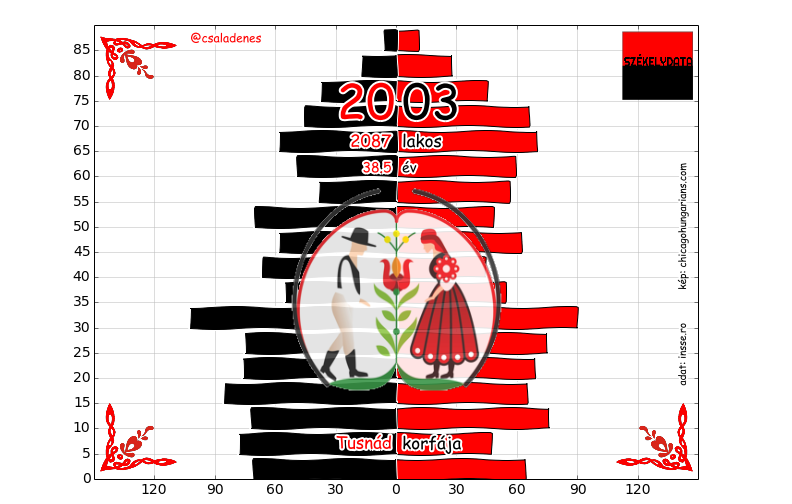 @csaladenes
SZÉKELYDATA
2003
2087 lakos
38.5 év
kép: chicagohungarians.com
adat: insse.ro
Tusnád korfája
85
80
75
70
65
60
55
50
45
40
35
30
25
20
15
10
5
0
120 90 60 30 0 30 60 90 120